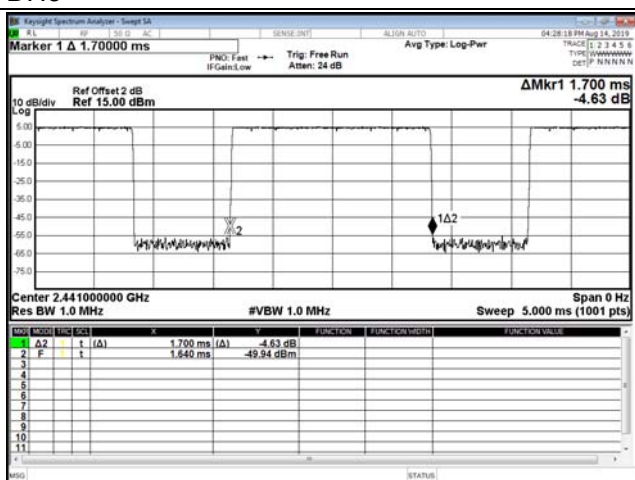 Keysight Spectrum Analyzer - Swept SA
RL RF 50 Ω AC SENSE:INT ALIGN AUTO 04:28:18 PM Aug 14, 2019
Marker 1 Δ 1.70000 ms
PNO: Fast
IFGain:Low
Trig: Free Run
Atten: 24 dB
Avg Type: Log-Pwr
TRACE 1 2 3 4 5 6
TYPE
DET P N N N N N
ΔMkr1 1.700 ms
-4.63 dB
Ref Offset 2 dB
10 dB/div Ref 15.00 dBm
Log
5.00
-5.00
-15.0
-25.0
-35.0
-45.0
-55.0
-65.0
-75.0
2
1Δ2
Center 2.441000000 GHz Span 0 Hz
Res BW 1.0 MHz #VBW 1.0 MHz Sweep 5.000 ms (1001 pts)
MKR MODE TRC SCL X Y FUNCTION FUNCTION WIDTH FUNCTION VALUE
1 Δ2 1 t (Δ) 1.700 ms (Δ) -4.63 dB
2 F 1 t 1.640 ms -49.94 dBm
3
4
5
6
7
8
9
10
11
MSG STATUS